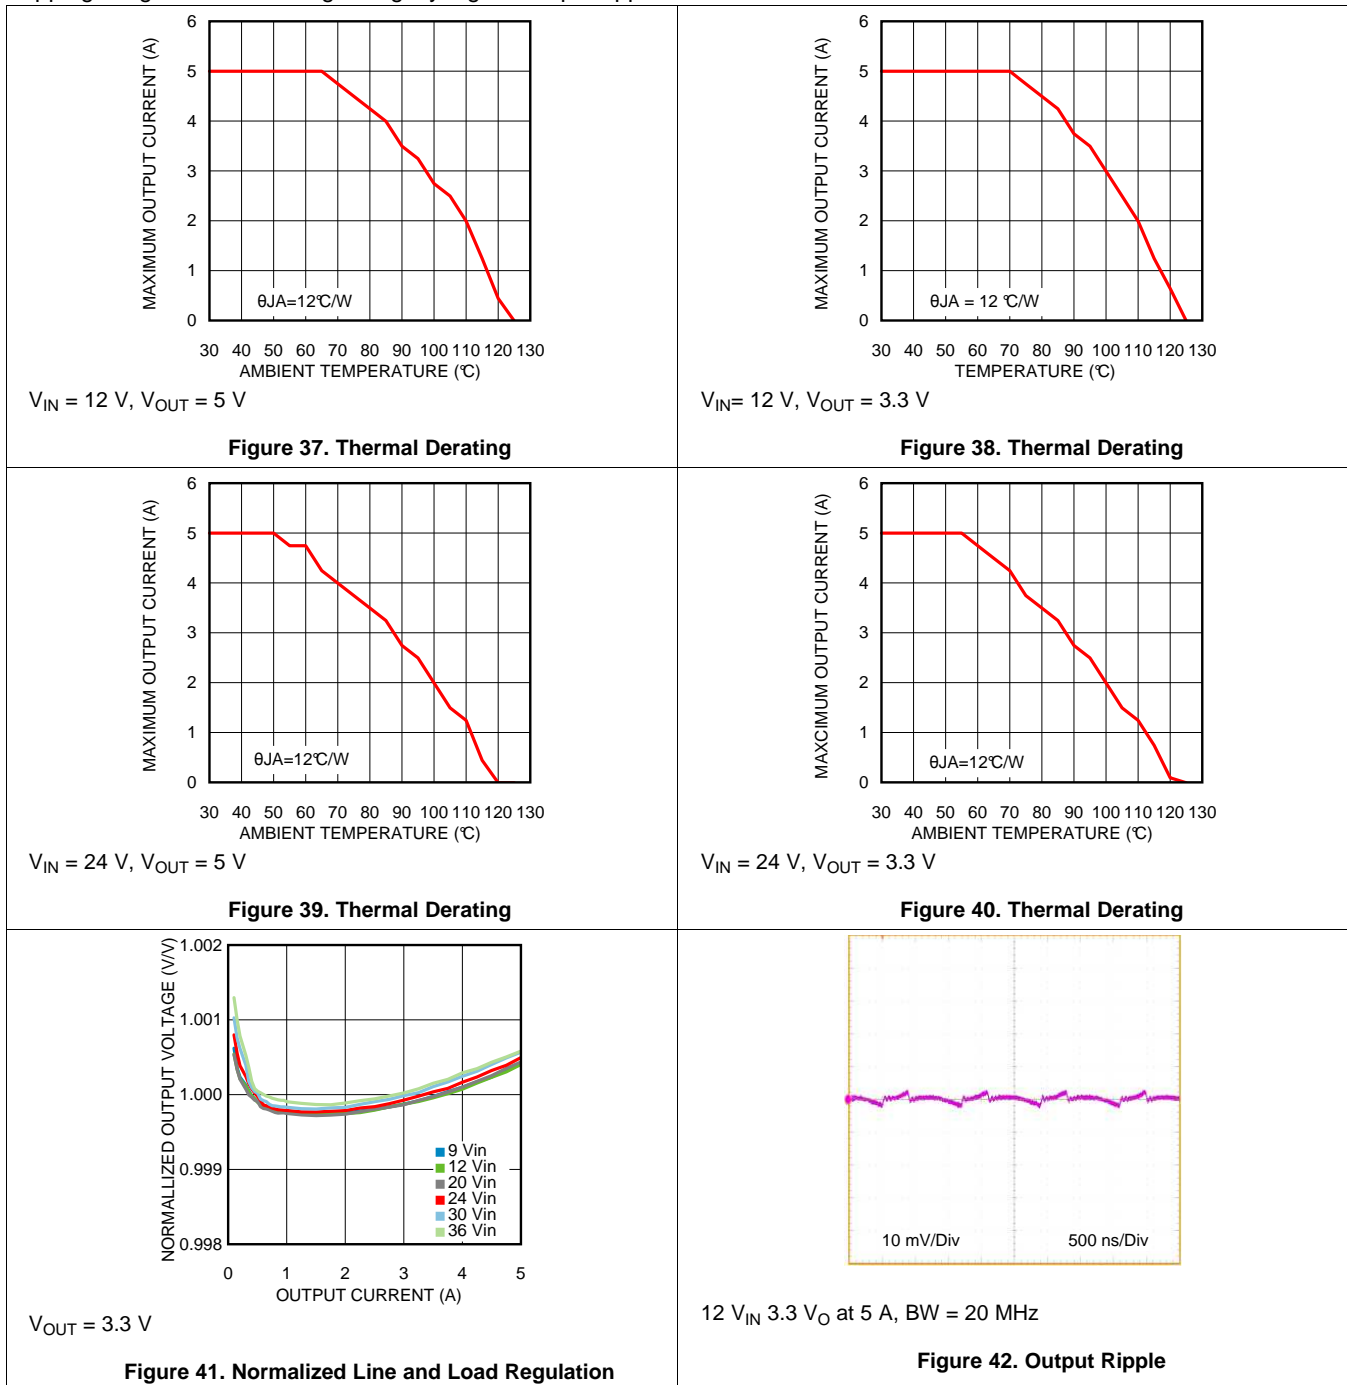 6
5
4
3
2
1
0
MAXIMUM OUTPUT CURRENT (A)
θJA=12°C/W
30 40 50 60 70 80 90 100 110 120 130
AMBIENT TEMPERATURE (°C)
VIN = 12 V, VOUT = 5 V
Figure 37. Thermal Derating
6
5
4
3
2
1
0
MAXIMUM OUTPUT CURRENT (A)
θJA = 12 °C/W
30 40 50 60 70 80 90 100 110 120 130
TEMPERATURE (°C)
VIN= 12 V, VOUT = 3.3 V
Figure 38. Thermal Derating
6
5
4
3
2
1
0
MAXIMUM OUTPUT CURRENT (A)
θJA=12°C/W
30 40 50 60 70 80 90 100 110 120 130
AMBIENT TEMPERATURE (°C)
VIN = 24 V, VOUT = 5 V
Figure 39. Thermal Derating
6
5
4
3
2
1
0
MAXCIMUM OUTPUT CURRENT (A)
θJA=12°C/W
30 40 50 60 70 80 90 100 110 120 130
AMBIENT TEMPERATURE (°C)
VIN = 24 V, VOUT = 3.3 V
Figure 40. Thermal Derating
1.002
1.001
1.000
0.999
0.998
NORMALLIZED OUTPUT VOLTAGE (V/V)
9 Vin
12 Vin
20 Vin
24 Vin
30 Vin
36 Vin
0 1 2 3 4 5
OUTPUT CURRENT (A)
VOUT = 3.3 V
Figure 41. Normalized Line and Load Regulation
10 mV/Div 500 ns/Div
12 VIN 3.3 VO at 5 A, BW = 20 MHz
Figure 42. Output Ripple